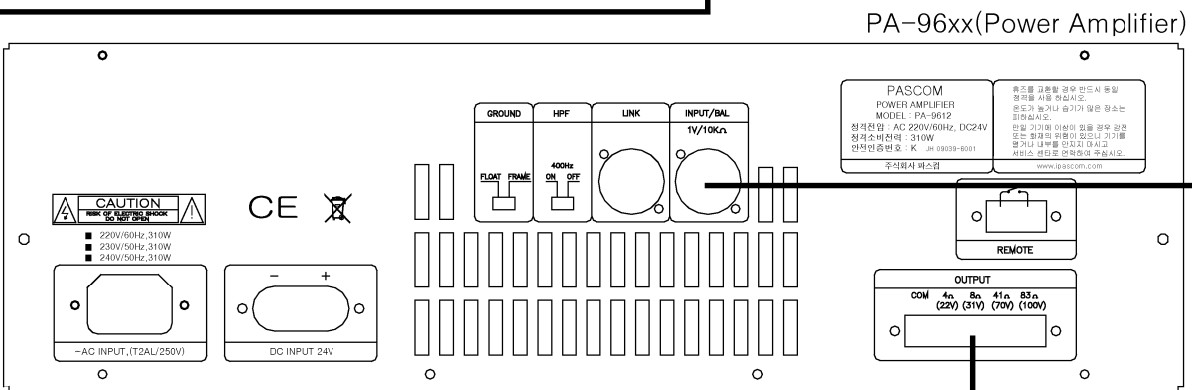 PA-96xx(Power Amplifier)
PASCOM
POWER AMPLIFIER
MODEL : PA-9612
정격전압 : AC 220V/60Hz, DC24V
정격소비전력 : 310W
안전인증번호 : K JH 09039-6001
주식회사 파스컴
휴즈를 교환할 경우 반드시 동일
정격을 사용 하십시오.
온도가 높거나 습기가 많은 장소는
피하십시오.
만일 기기에 이상이 있을 경우 감전
또는 화재의 위험이 있으니 기기를
열거나 내부를 만지지 마시고
서비스 센타로 연락하여 주십시오.
www.ipascom.com
GROUND
FLOAT FRAME
HPF
400Hz
ON OFF
LINK
INPUT/BAL
1V/10KΩ
CAUTION
RISK OF ELECTRIC SHOCK
DO NOT OPEN
CE
■ 220V/60Hz,310W
■ 230V/50Hz,310W
■ 240V/50Hz,310W
~AC INPUT,(T2AL/250V)
− +
DC INPUT 24V
REMOTE
OUTPUT
COM 4Ω 8Ω 41Ω 83Ω
(22V) (31V) (70V) (100V)